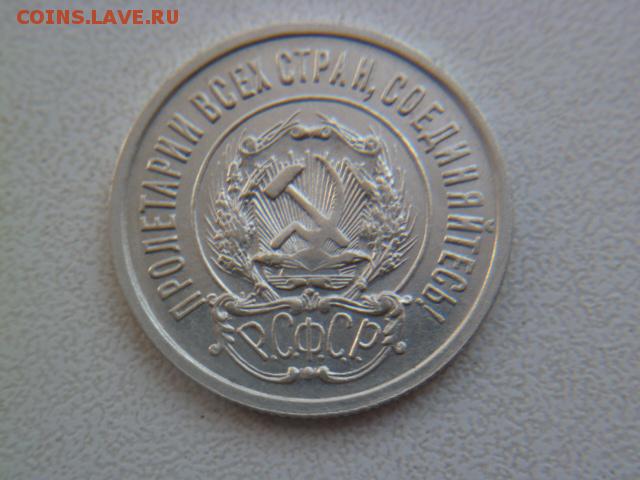 COINS.LAVE.RU
ПРОЛЕТАРИИ ВСЕХ СТРАН, СОЕДИНЯЙТЕСЬ!
Р.С.Ф.С.Р.